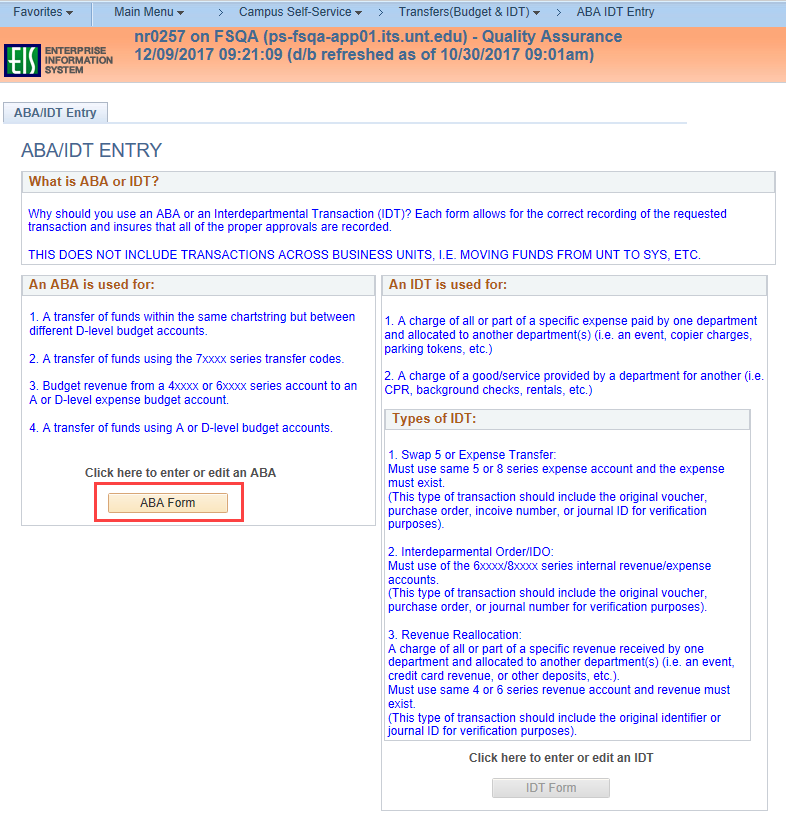 Favorites Main Menu > Campus Self-Service > Transfers(Budget & IDT) > ABA IDT Entry
nr0257 on FSQA (ps-fsqa-app01.its.unt.edu) - Quality Assurance
12/09/2017 09:21:09 (d/b refreshed as of 10/30/2017 09:01am)
EIS
ENTERPRISE
INFORMATION
SYSTEM
ABA/IDT Entry
ABA/IDT ENTRY
What is ABA or IDT?
Why should you use an ABA or an Interdepartmental Transaction (IDT)? Each form allows for the correct recording of the requested
transaction and insures that all of the proper approvals are recorded.
THIS DOES NOT INCLUDE TRANSACTIONS ACROSS BUSINESS UNITS, I.E. MOVING FUNDS FROM UNT TO SYS, ETC.
An ABA is used for:
1. A transfer of funds within the same chartstring but between
different D-level budget accounts.
2. A transfer of funds using the 7xxxx series transfer codes.
3. Budget revenue from a 4xxxx or 6xxxx series account to an
A or D-level expense budget account.
4. A transfer of funds using A or D-level budget accounts.
Click here to enter or edit an ABA
ABA Form
An IDT is used for:
1. A charge of all or part of a specific expense paid by one department
and allocated to another department(s) (i.e. an event, copier charges,
parking tokens, etc.)
2. A charge of a good/service provided by a department for another (i.e.
CPR, background checks, rentals, etc.)
Types of IDT:
1. Swap 5 or Expense Transfer:
Must use same 5 or 8 series expense account and the expense
must exist.
(This type of transaction should include the original voucher,
purchase order, incoive number, or journal ID for verification
purposes).
2. Interdeparmental Order/IDO:
Must use of the 6xxxx/8xxxx series internal revenue/expense
accounts.
(This type of transaction should include the original voucher,
purchase order, or journal number for verification purposes).
3. Revenue Reallocation:
A charge of all or part of a specific revenue received by one
department and allocated to another department(s) (i.e. an event,
credit card revenue, or other deposits, etc.).
Must use same 4 or 6 series revenue account and revenue must
exist.
(This type of transaction should include the original identifier or
journal ID for verification purposes).
Click here to enter or edit an IDT
IDT Form